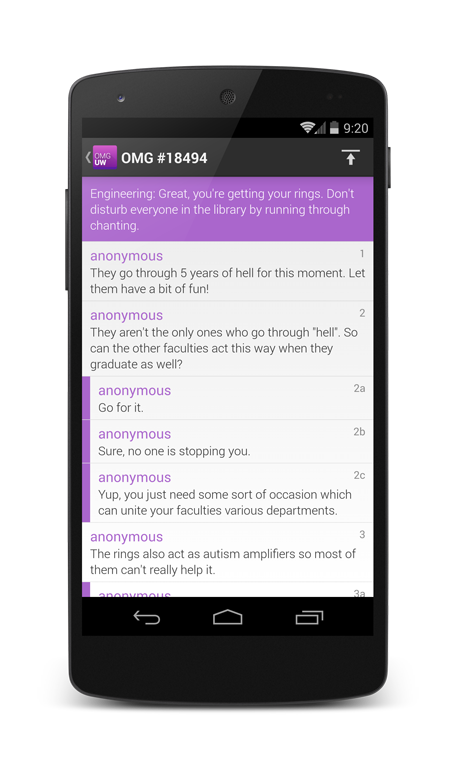 9:20
OMG
UW
OMG #18494
Engineering: Great, you're getting your rings. Don't
disturb everyone in the library by running through
chanting.
anonymous 1
They go through 5 years of hell for this moment. Let
them have a bit of fun!
anonymous 2
They aren't the only ones who go through "hell". So
can the other faculties act this way when they
graduate as well?
anonymous 2a
Go for it.
anonymous 2b
Sure, no one is stopping you.
anonymous 2c
Yup, you just need some sort of occasion which
can unite your faculties various departments.
anonymous 3
The rings also act as autism amplifiers so most of
them can't really help it.
anonymous 3a